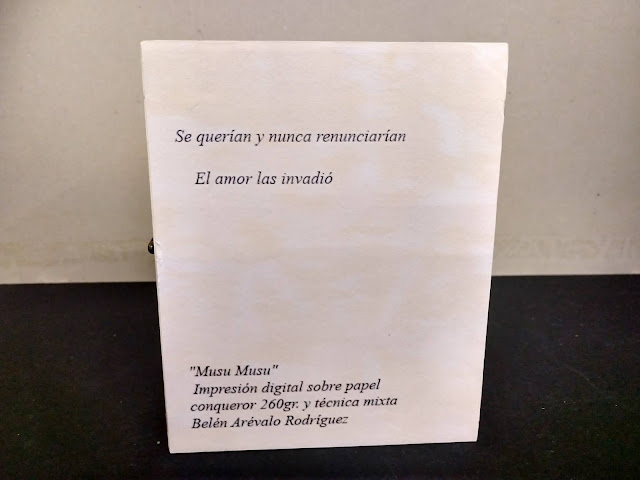 Se querían y nunca renunciarían
El amor las invadió
"Musu Musu"
Impresión digital sobre papel
conqueror 260gr. y técnica mixta
Belén Arévalo Rodríguez